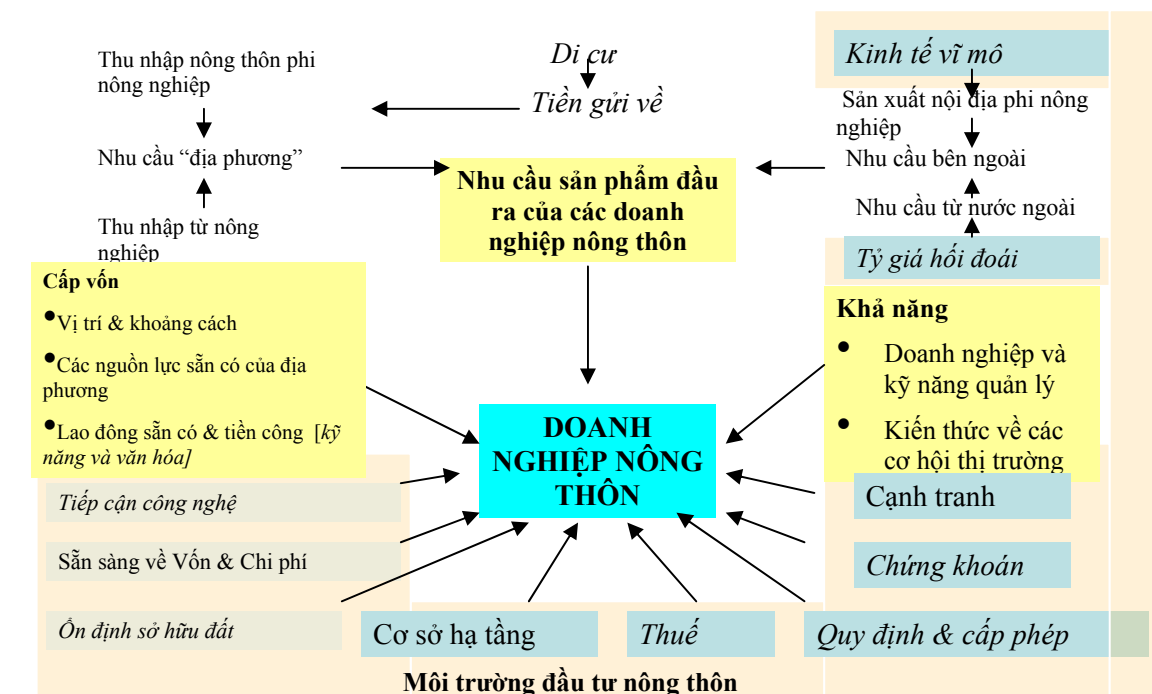 Thu nhập nông thôn phi
nông nghiệp
Nhu cầu “địa phương”
Thu nhập từ nông
nghiệp
Di cư
Tiền gửi về
Nhu cầu sản phẩm đầu
ra của các doanh
nghiệp nông thôn
Kinh tế vĩ mô
Sản xuất nội địa phi nông
nghiệp
Nhu cầu bên ngoài
Nhu cầu từ nước ngoài
Tỷ giá hối đoái
Cấp vốn
•Vị trí & khoảng cách
•Các nguồn lực sẵn có của địa
phương
•Lao đông sẵn có & tiền công [kỹ
năng và văn hóa]
Tiếp cận công nghệ
Sẵn sàng về Vốn & Chi phí
Ổn định sở hữu đất
DOANH
NGHIỆP NÔNG
THÔN
Khả năng
• Doanh nghiệp và
kỹ năng quản lý
• Kiến thức về các
cơ hội thị trường
Cạnh tranh
Chứng khoán
Cơ sở hạ tầng
Thuế
Quy định & cấp phép
Môi trường đầu tư nông thôn